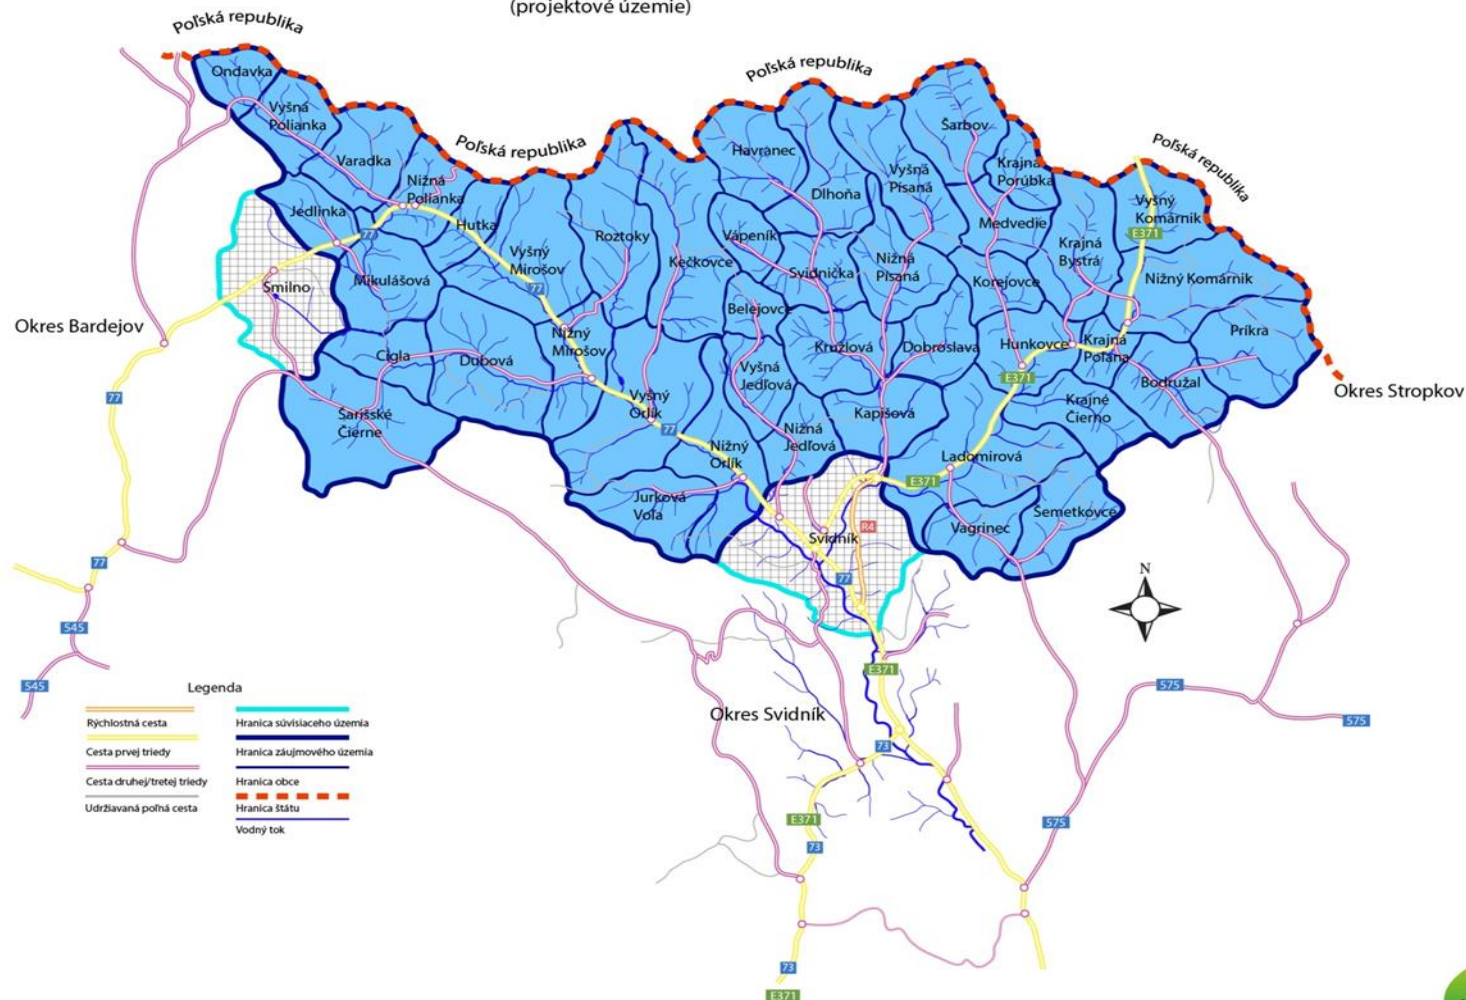 (projektové územie)
Poľská republika
Poľská republika
Poľská republika
Poľská republika
Ondavka
Vyšná
Polianka
Varadka
Nižná
Polianka
Jedlinka
77
Hutka
Smilno
Mikulášová
Vyšný
Mirošov
77
Roztoky
Kečkovce
Havranec
Dlhoňa
Vyšná
Pisaná
Šarbov
Krajná
Porúbka
Medvedie
Vyšný
Komárnik
E371
Vápeník
Svidnička
Nižná
Pisaná
Korejovce
Krajná
Bystrá
Nižný Komárnik
Príkra
Belejovce
Okres Bardejov
Cigla
Dubová
Nižný
Mirošov
Kružlová
Dobroslava
Hunkovce
Krajná
Poľana
Bodružal
E371
Okres Stropkov
Vyšná
Jedľová
77
Šarišské
Čierne
Vyšný
Orlík
77
Kapišová
Krajné
Čierno
Nižná
Jedľová
Nižný
Orlík
Ladomirová
E371
Jurková
Voľa
Vagrinec
Šemetkovce
R4
Svidník
77
77
N
545
545
E371
575
575
Okres Svidník
73
E371
73
575
73
E371
Legenda
Rýchlostná cesta
Cesta prvej triedy
Cesta druhej/tretej triedy
Udržiavaná poľná cesta
Hranica súvisiaceho územia
Hranica záujmového územia
Hranica obce
Hranica štátu
Vodný tok